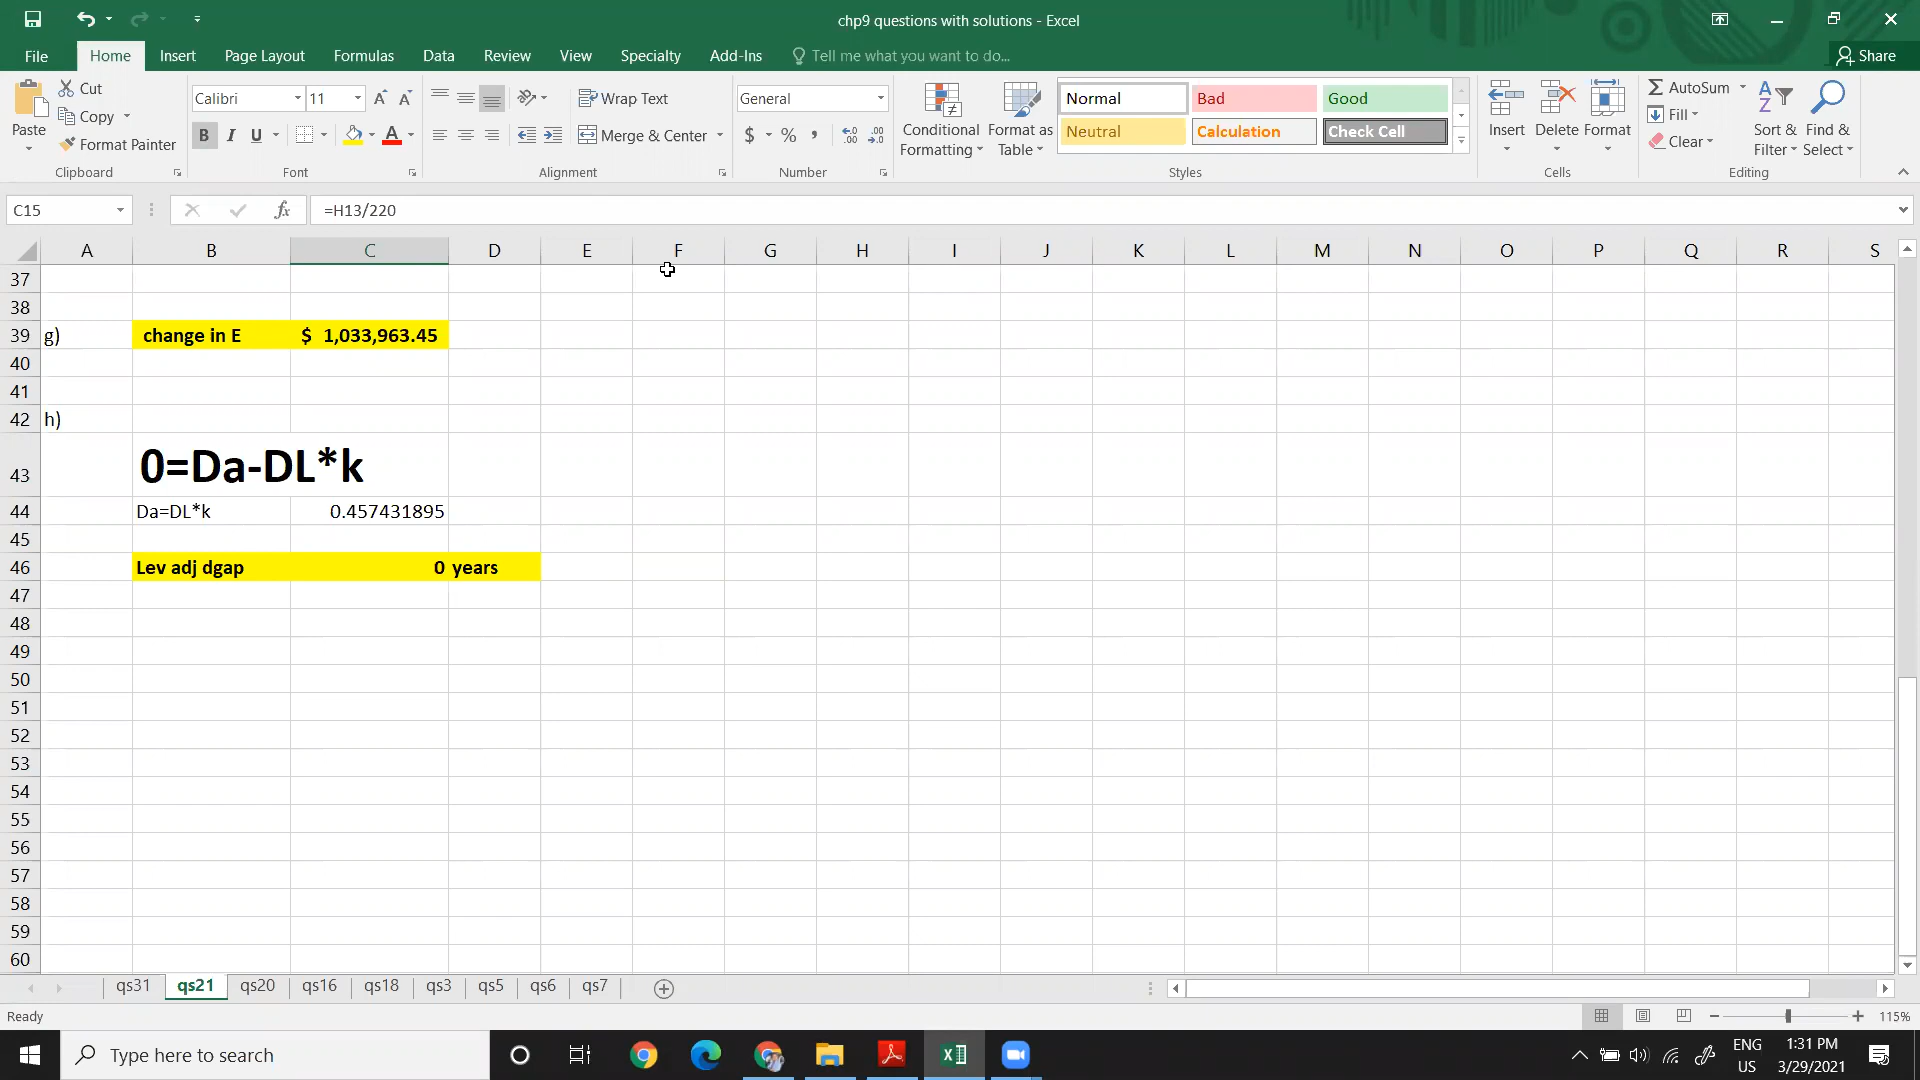 chp9 questions with solutions - Excel
File Home Insert Page Layout Formulas Data Review View Specialty Add-Ins Tell me what you want to do... Share
Paste Cut Copy Format Painter Clipboard
Calibri 11 A A B I U A Font
Wrap Text Merge & Center Alignment
General $ % , Number
Conditional Formatting Format as Table
Normal Bad Good
Neutral Calculation Check Cell
Styles
Insert Delete Format Cells
AutoSum Fill Clear Sort & Filter Find & Select Editing
C15 fx =H13/220
A B C D E F G H I J K L M N O P Q R S
37
38
39 g) change in E $ 1,033,963.45
40
41
42 h)
43 0=Da-DL*k
44 Da=DL*k 0.457431895
45
46 Lev adj dgap 0 years
47
48
49
50
51
52
53
54
55
56
57
58
59
60
qs31 qs21 qs20 qs16 qs18 qs3 qs5 qs6 qs7
Ready 115%
Type here to search ENG US 1:31 PM 3/29/2021